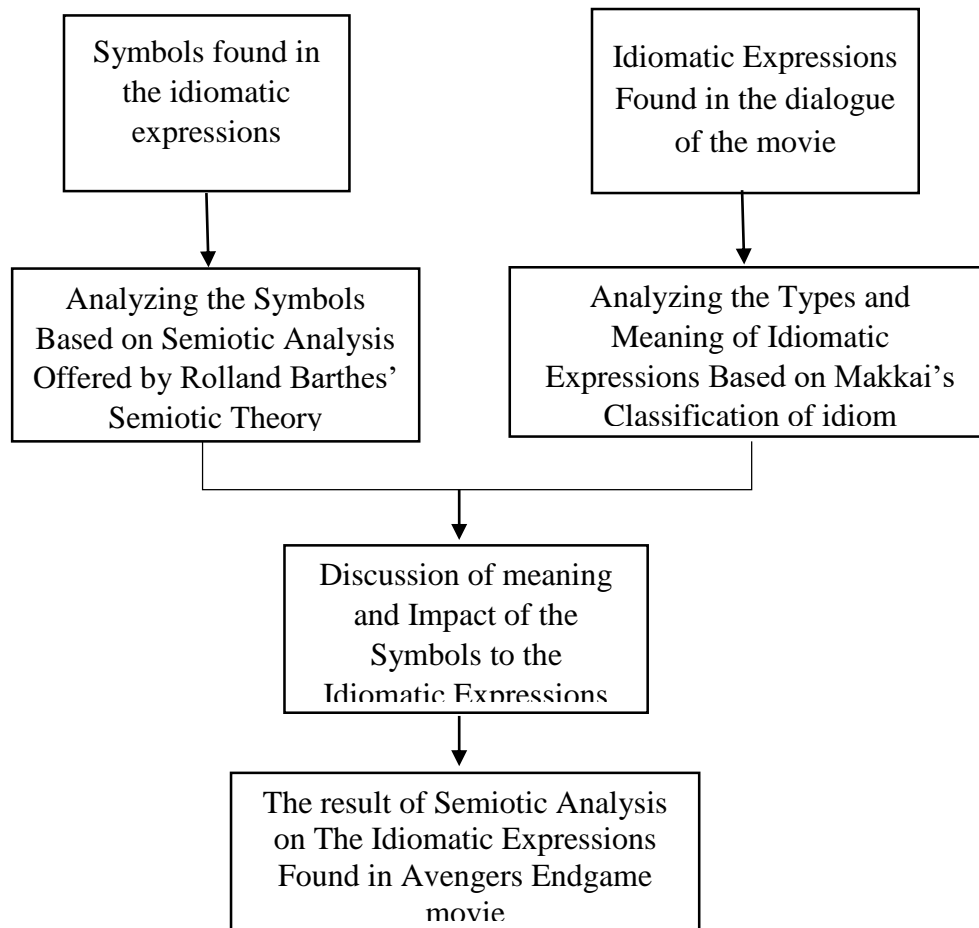 Symbols found in
the idiomatic
expressions
Idiomatic Expressions
Found in the dialogue
of the movie
Analyzing the Symbols
Based on Semiotic Analysis
Offered by Rolland Barthes’
Semiotic Theory
Analyzing the Types and
Meaning of Idiomatic
Expressions Based on Makkai’s
Classification of idiom
Discussion of meaning
and Impact of the
Symbols to the
Idiomatic Expressions
The result of Semiotic Analysis
on The Idiomatic Expressions
Found in Avengers Endgame
movie